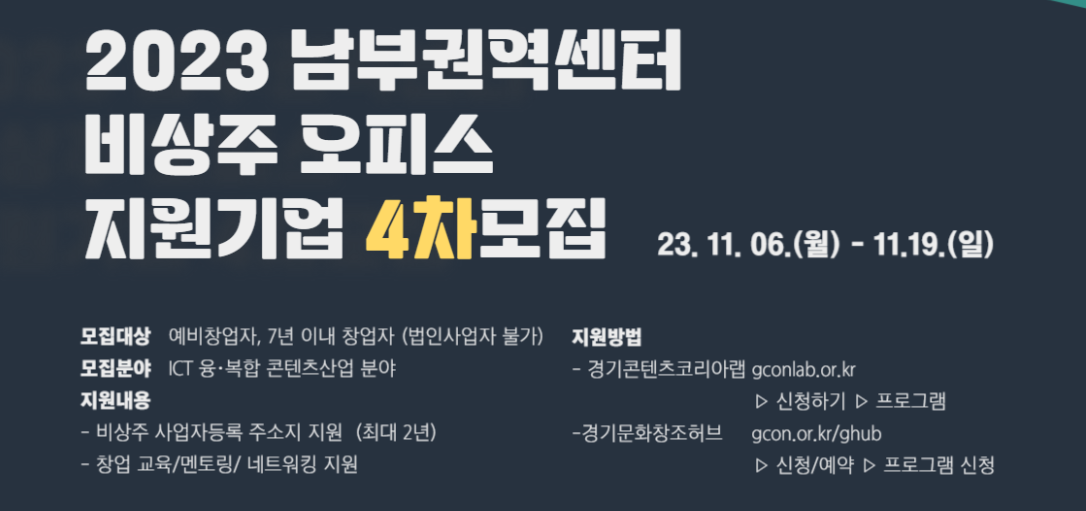 2023 남부권역센터
비상주 오피스
지원기업 4차모집
23. 11. 06.(월) - 11.19.(일)
모집대상 예비창업자, 7년 이내 창업자 (법인사업자 불가)
모집분야 ICT 융·복합 콘텐츠산업 분야
지원내용
- 비상주 사업자등록 주소지 지원 (최대 2년)
- 창업 교육/멘토링/ 네트워킹 지원
지원방법
- 경기콘텐츠코리아랩 gconlab.or.kr
▷ 신청하기 ▷ 프로그램
-경기문화창조허브 gcon.or.kr/ghub
▷ 신청/예약 ▷ 프로그램 신청